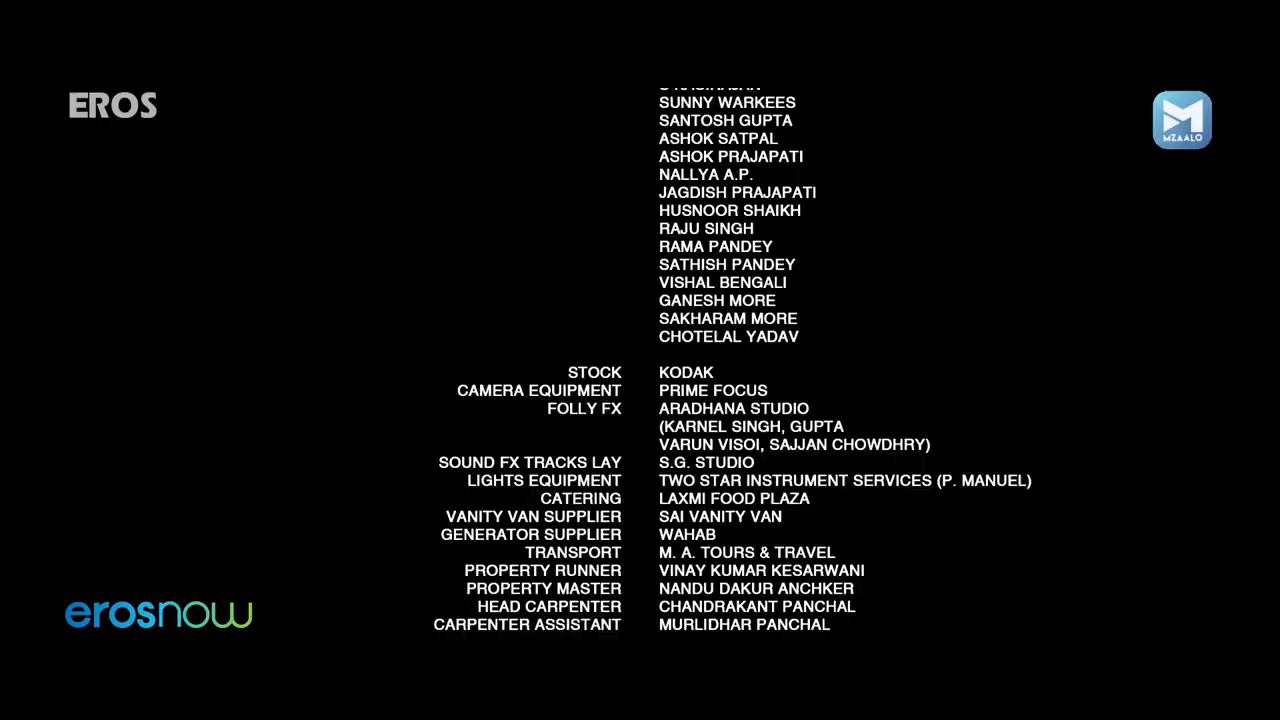 EROS
MZAALO
SUNNY WARKEES
SANTOSH GUPTA
ASHOK SATPAL
ASHOK PRAJAPATI
NALLYA A.P.
JAGDISH PRAJAPATI
HUSNOOR SHAIKH
RAJU SINGH
RAMA PANDEY
SATHISH PANDEY
VISHAL BENGALI
GANESH MORE
SAKHARAM MORE
CHOTELAL YADAV
STOCK KODAK
CAMERA EQUIPMENT PRIME FOCUS
FOLLY FX ARADHANA STUDIO
(KARNEL SINGH, GUPTA
VARUN VISOI, SAJJAN CHOWDHRY)
SOUND FX TRACKS LAY S.G. STUDIO
LIGHTS EQUIPMENT TWO STAR INSTRUMENT SERVICES (P. MANUEL)
CATERING LAXMI FOOD PLAZA
VANITY VAN SUPPLIER SAI VANITY VAN
GENERATOR SUPPLIER WAHAB
TRANSPORT M. A. TOURS & TRAVEL
PROPERTY RUNNER VINAY KUMAR KESARWANI
PROPERTY MASTER NANDU DAKUR ANCHKER
HEAD CARPENTER CHANDRAKANT PANCHAL
CARPENTER ASSISTANT MURLIDHAR PANCHAL
erosnow